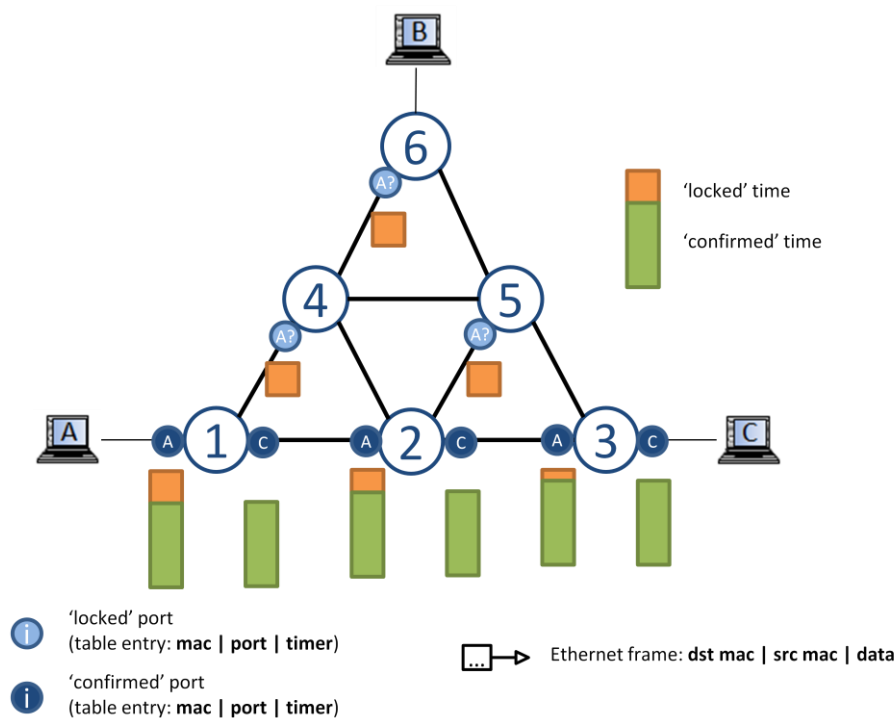 B
6
A?
'locked' time
'confirmed' time
4
5
A?
A?
A
A
1
C
A
2
C
A
3
C
C
i
'locked' port
(table entry: mac | port | timer)
i
'confirmed' port
(table entry: mac | port | timer)
...
Ethernet frame: dst mac | src mac | data